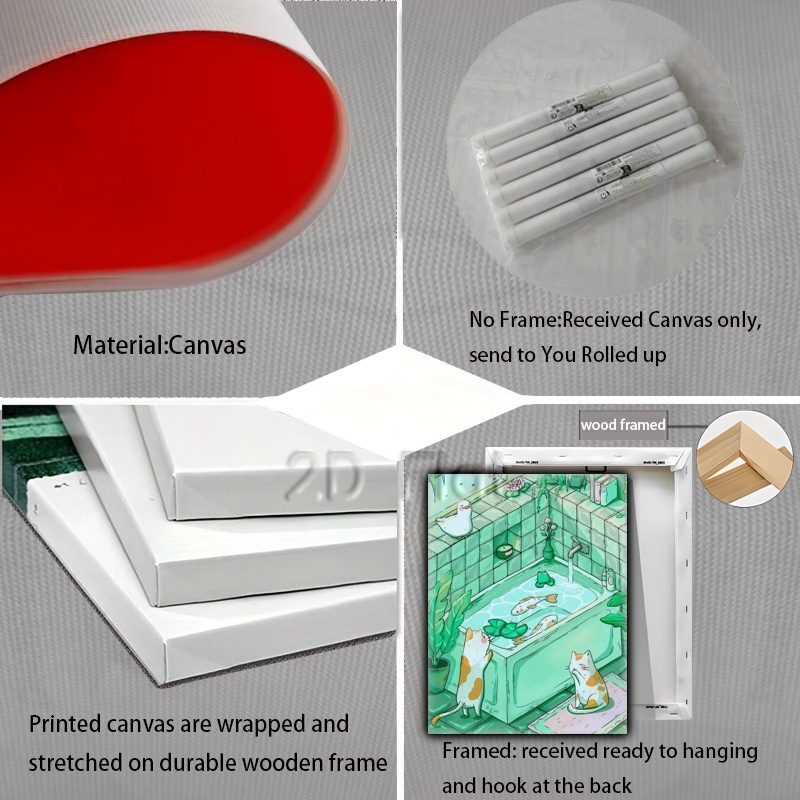 Material:Canvas
No Frame:Received Canvas only,
send to You Rolled up
2D
wood framed
Printed canvas are wrapped and
stretched on durable wooden frame
Framed: received ready to hanging
and hook at the back